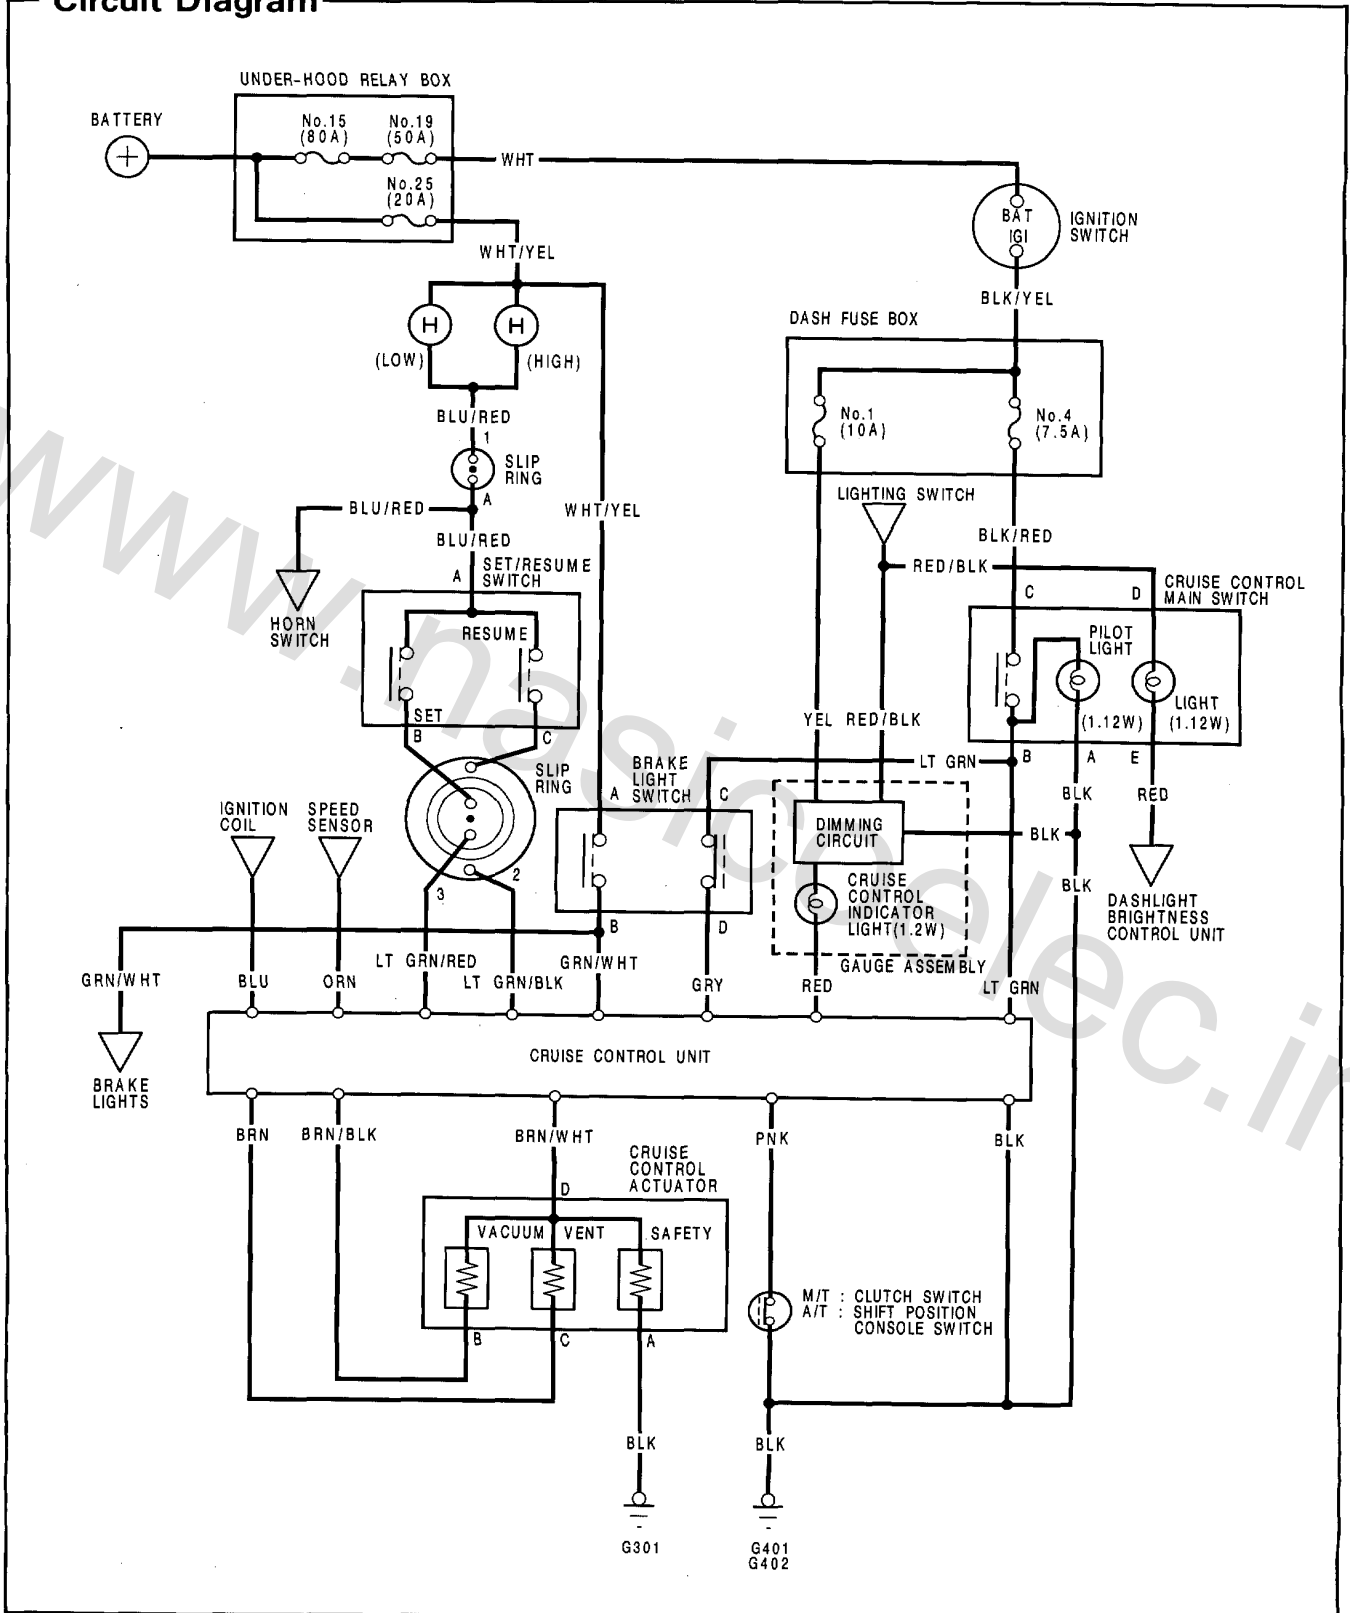 Circuit Diagram
UNDER-HOOD RELAY BOX
BATTERY
No.15
(80A)
No.19
(50A)
+
WHT
No.25
(20A)
BAT
IGI
IGNITION
SWITCH
WHT/YEL
BLK/YEL
DASH FUSE BOX
H
H
(LOW)
(HIGH)
No.1
(10A)
No.4
(7.5A)
BLU/RED
1
SLIP
RING
A
LIGHTING SWITCH
BLU/RED
WHT/YEL
BLU/RED
BLK/RED
SET/RESUME
SWITCH
A
RED/BLK
CRUISE CONTROL
MAIN SWITCH
C
D
HORN
SWITCH
RESUME
PILOT
LIGHT
SET
B
C
YEL
RED/BLK
(1.12W)
LIGHT
(1.12W)
SLIP
RING
BRAKE
LIGHT
SWITCH
LT GRN
B
A
E
A
C
BLK
RED
IGNITION
COIL
SPEED
SENSOR
DIMMING
CIRCUIT
BLK
2
3
CRUISE
CONTROL
INDICATOR
LIGHT(1.2W)
BLK
DASHLIGHT
BRIGHTNESS
CONTROL UNIT
B
D
GAUGE ASSEMBLY
GRN/WHT
BLU
ORN
LT GRN/RED
LT GRN/BLK
GRN/WHT
GRY
RED
LT GRN
CRUISE CONTROL UNIT
BRAKE
LIGHTS
BRN
BRN/BLK
BRN/WHT
PNK
BLK
CRUISE
CONTROL
ACTUATOR
D
VACUUM
VENT
SAFETY
M/T : CLUTCH SWITCH
A/T : SHIFT POSITION
CONSOLE SWITCH
B
C
A
BLK
BLK
G301
G401
G402
www.nasicoelec.ir